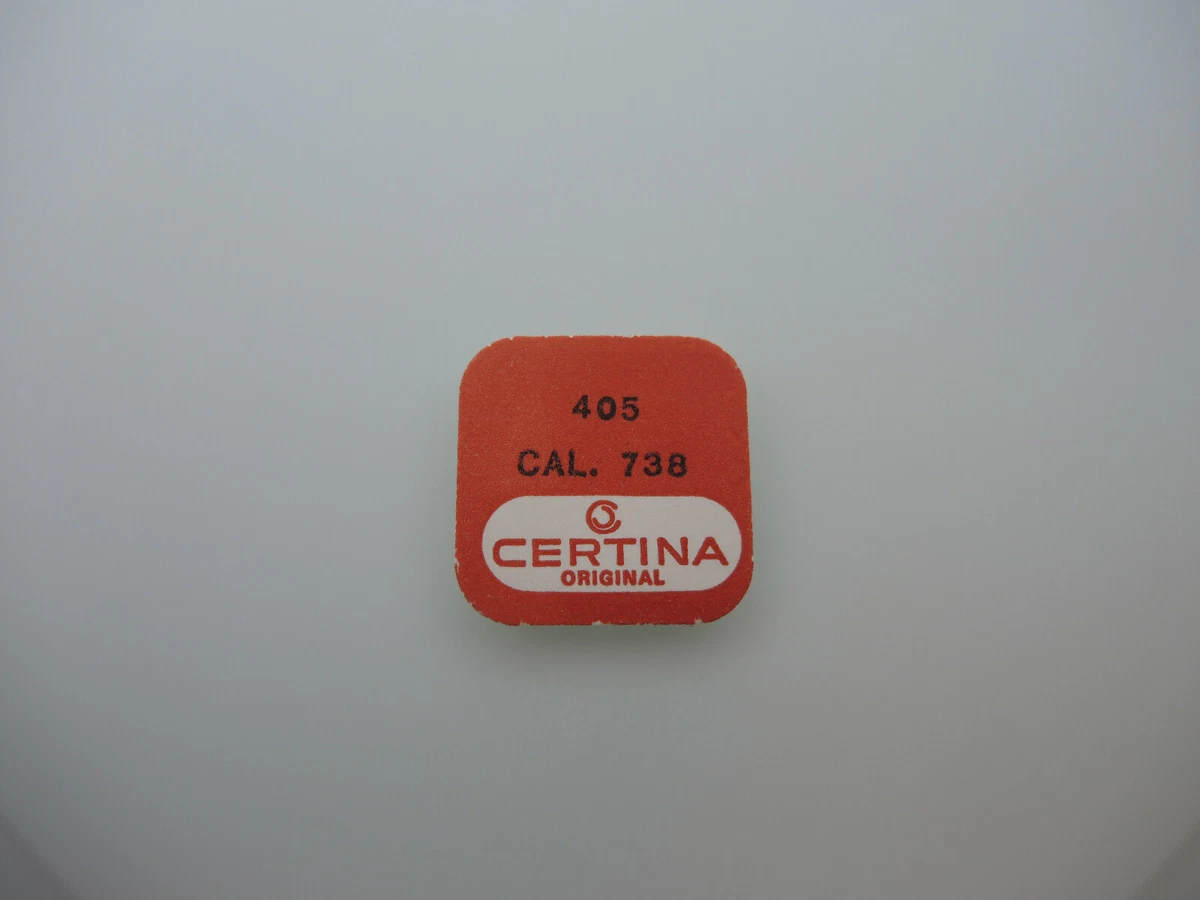 405
CAL. 738
CERTINA
ORIGINAL